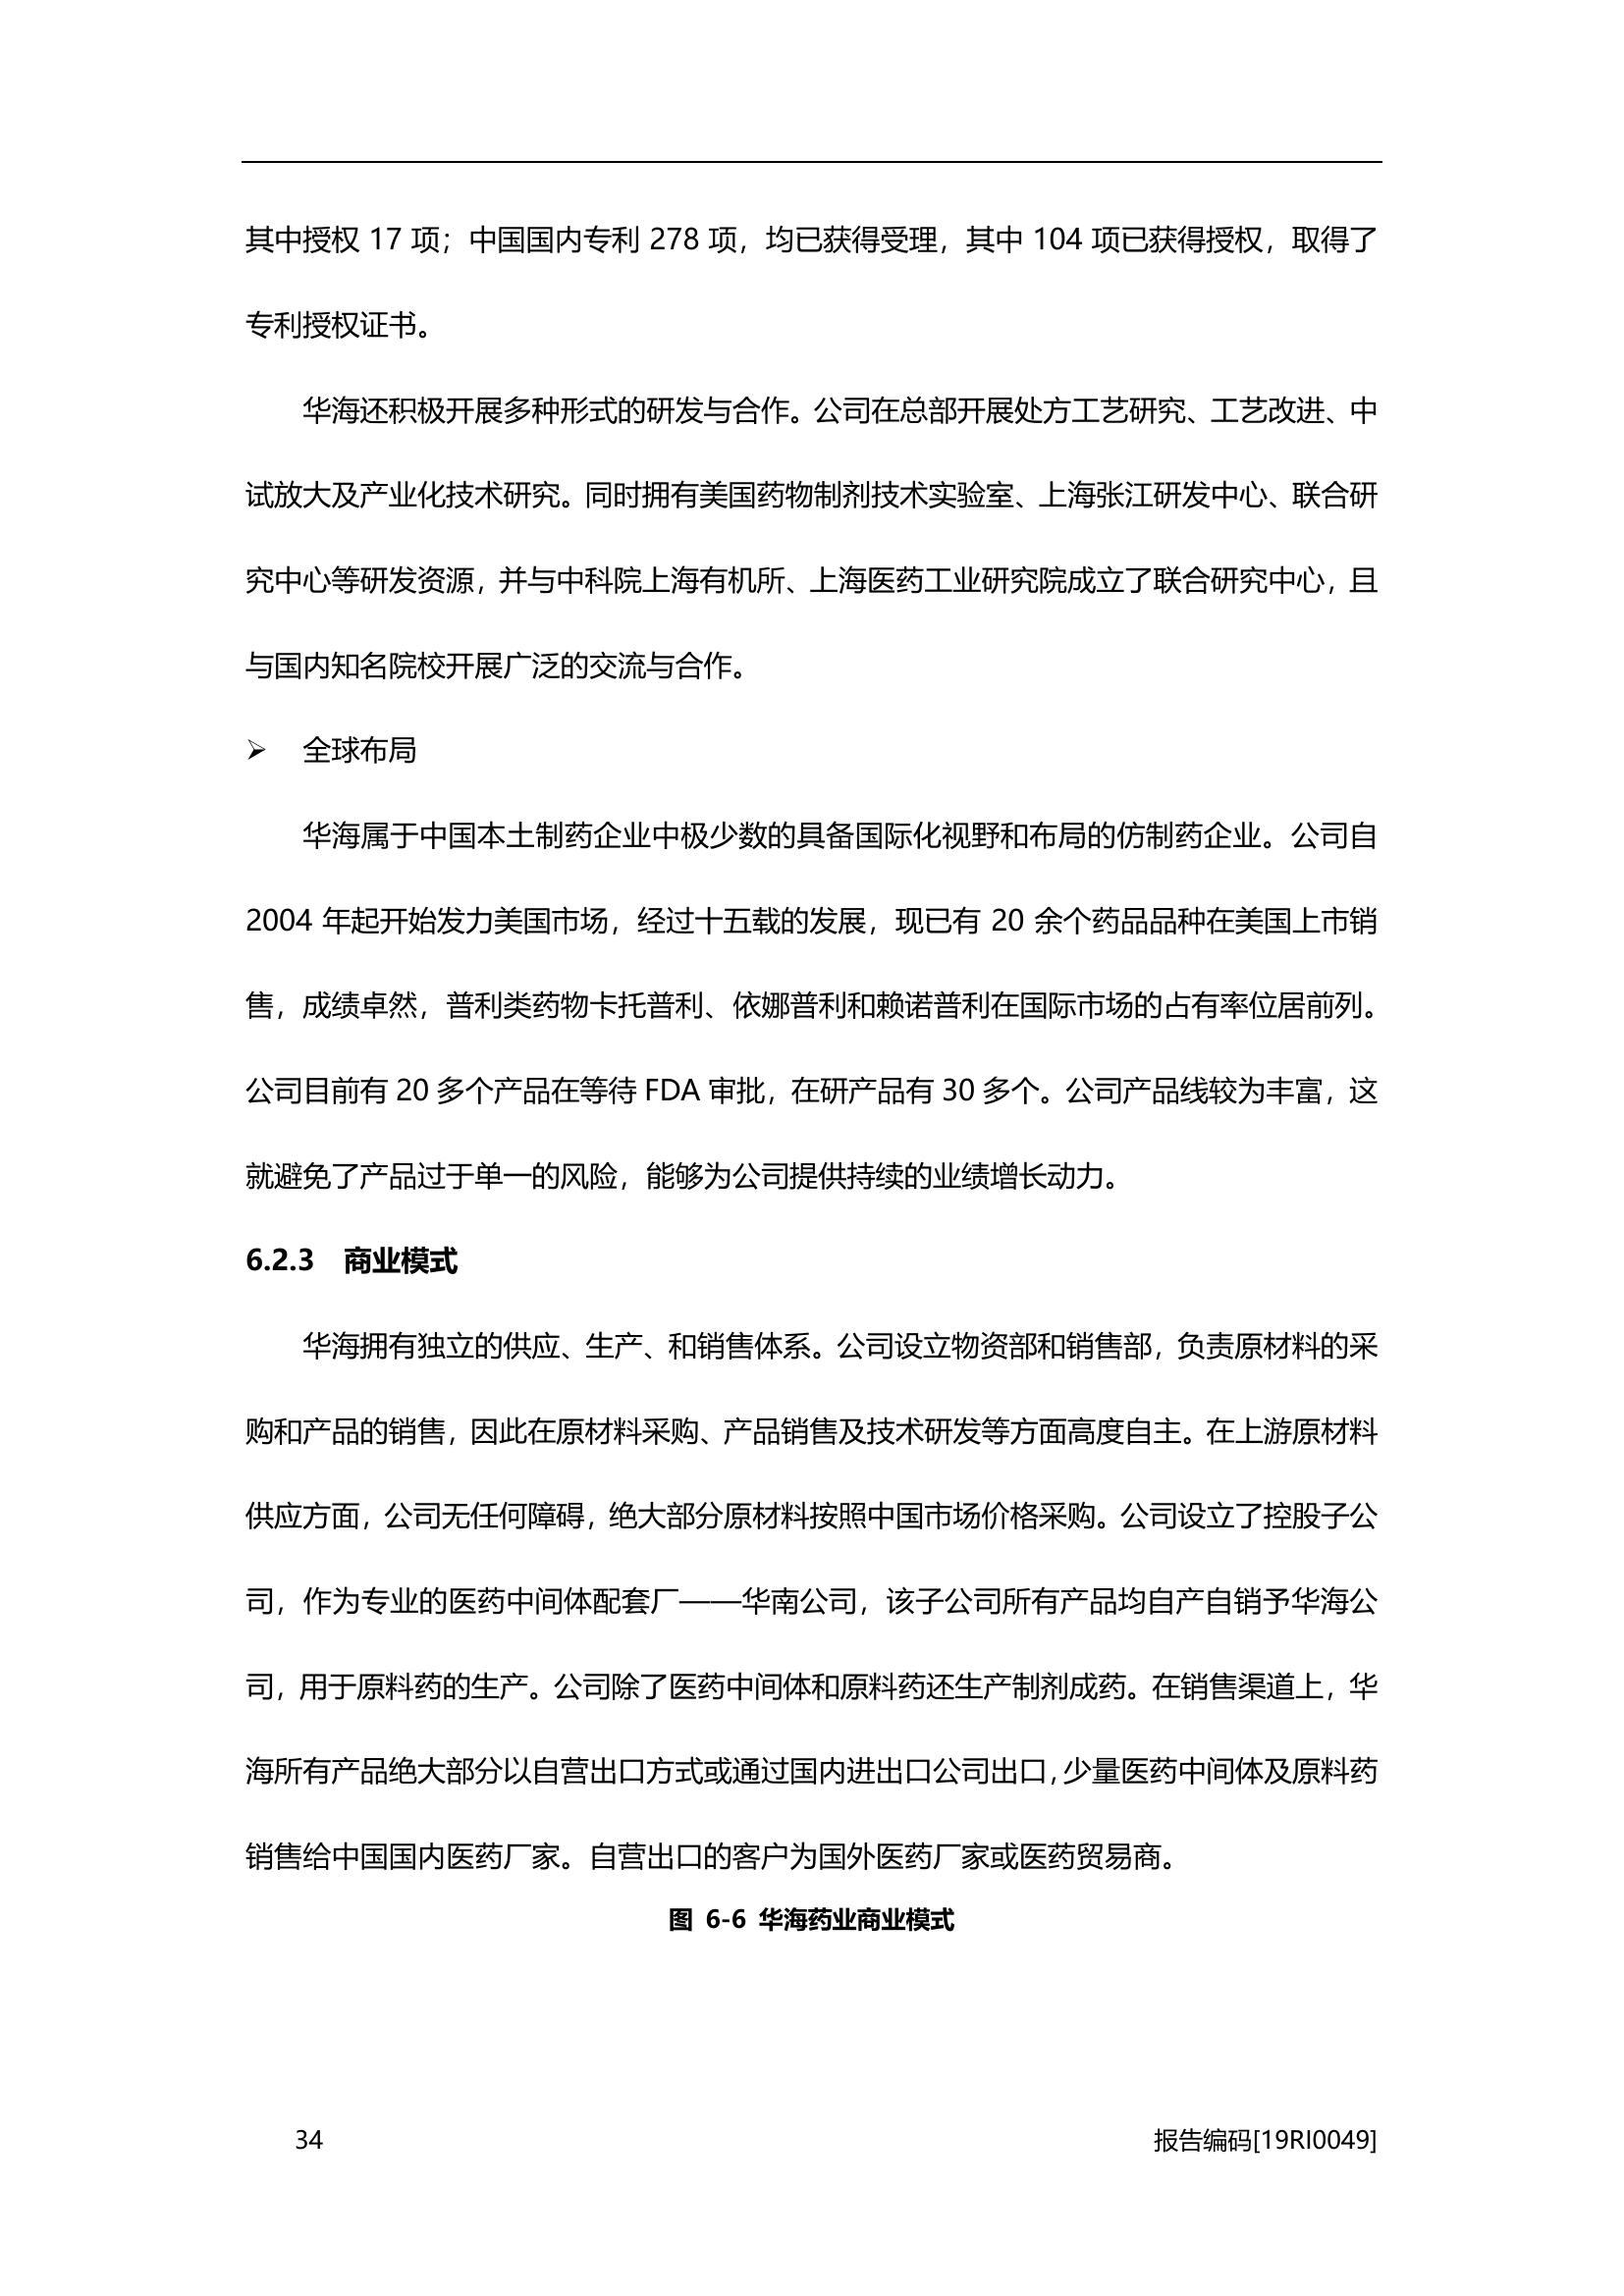 其中授权 17 项；中国国内专利 278 项，均已获得受理，其中 104 项已获得授权，取得了
专利授权证书。
华海还积极开展多种形式的研发与合作。公司在总部开展处方工艺研究、工艺改进、中
试放大及产业化技术研究。同时拥有美国药物制剂技术实验室、上海张江研发中心、联合研
究中心等研发资源，并与中科院上海有机所、上海医药工业研究院成立了联合研究中心，且
与国内知名院校开展广泛的交流与合作。
➢ 全球布局
华海属于中国本土制药企业中极少数的具备国际化视野和布局的仿制药企业。公司自
2004 年起开始发力美国市场，经过十五载的发展，现已有 20 余个药品品种在美国上市销
售，成绩卓然，普利类药物卡托普利、依娜普利和赖诺普利在国际市场的占有率位居前列。
公司目前有 20 多个产品在等待 FDA 审批，在研产品有 30 多个。公司产品线较为丰富，这
就避免了产品过于单一的风险，能够为公司提供持续的业绩增长动力。
6.2.3 商业模式
华海拥有独立的供应、生产、和销售体系。公司设立物资部和销售部，负责原材料的采
购和产品的销售，因此在原材料采购、产品销售及技术研发等方面高度自主。在上游原材料
供应方面，公司无任何障碍，绝大部分原材料按照中国市场价格采购。公司设立了控股子公
司，作为专业的医药中间体配套厂——华南公司，该子公司所有产品均自产自销予华海公
司，用于原料药的生产。公司除了医药中间体和原料药还生产制剂成药。在销售渠道上，华
海所有产品绝大部分以自营出口方式或通过国内进出口公司出口，少量医药中间体及原料药
销售给中国国内医药厂家。自营出口的客户为国外医药厂家或医药贸易商。
图 6-6 华海药业商业模式
34 报告编码[19RI0049]